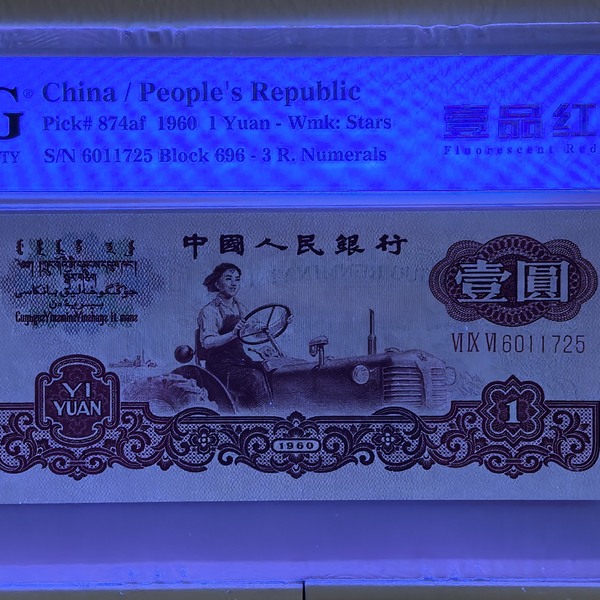 G®
TY
China / People's Republic
Pick# 874af 1960 1 Yuan - Wmk: Stars
S/N 6011725 Block 696 - 3 R. Numerals
壹品红
Fluorescent Red
中國人民銀行
壹圓
VI IX VI 6011725
YI
YUAN
1960
1